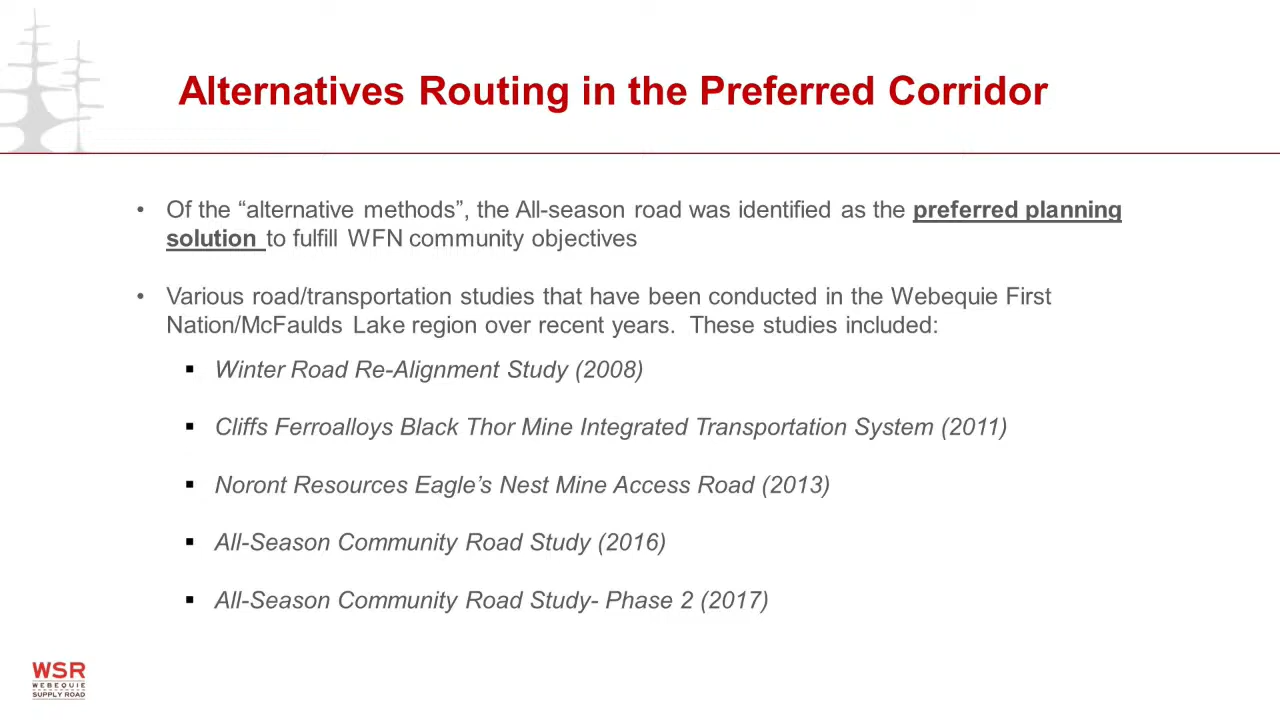 Alternatives Routing in the Preferred Corridor
• Of the “alternative methods”, the All-season road was identified as the preferred planning
solution to fulfill WFN community objectives
• Various road/transportation studies that have been conducted in the Webequie First
Nation/McFaulds Lake region over recent years.  These studies included:
▪ Winter Road Re-Alignment Study (2008)
▪ Cliffs Ferroalloys Black Thor Mine Integrated Transportation System (2011)
▪ Noront Resources Eagle’s Nest Mine Access Road (2013)
▪ All-Season Community Road Study (2016)
▪ All-Season Community Road Study- Phase 2 (2017)
WSR
WEBEQUIE
SUPPLY ROAD